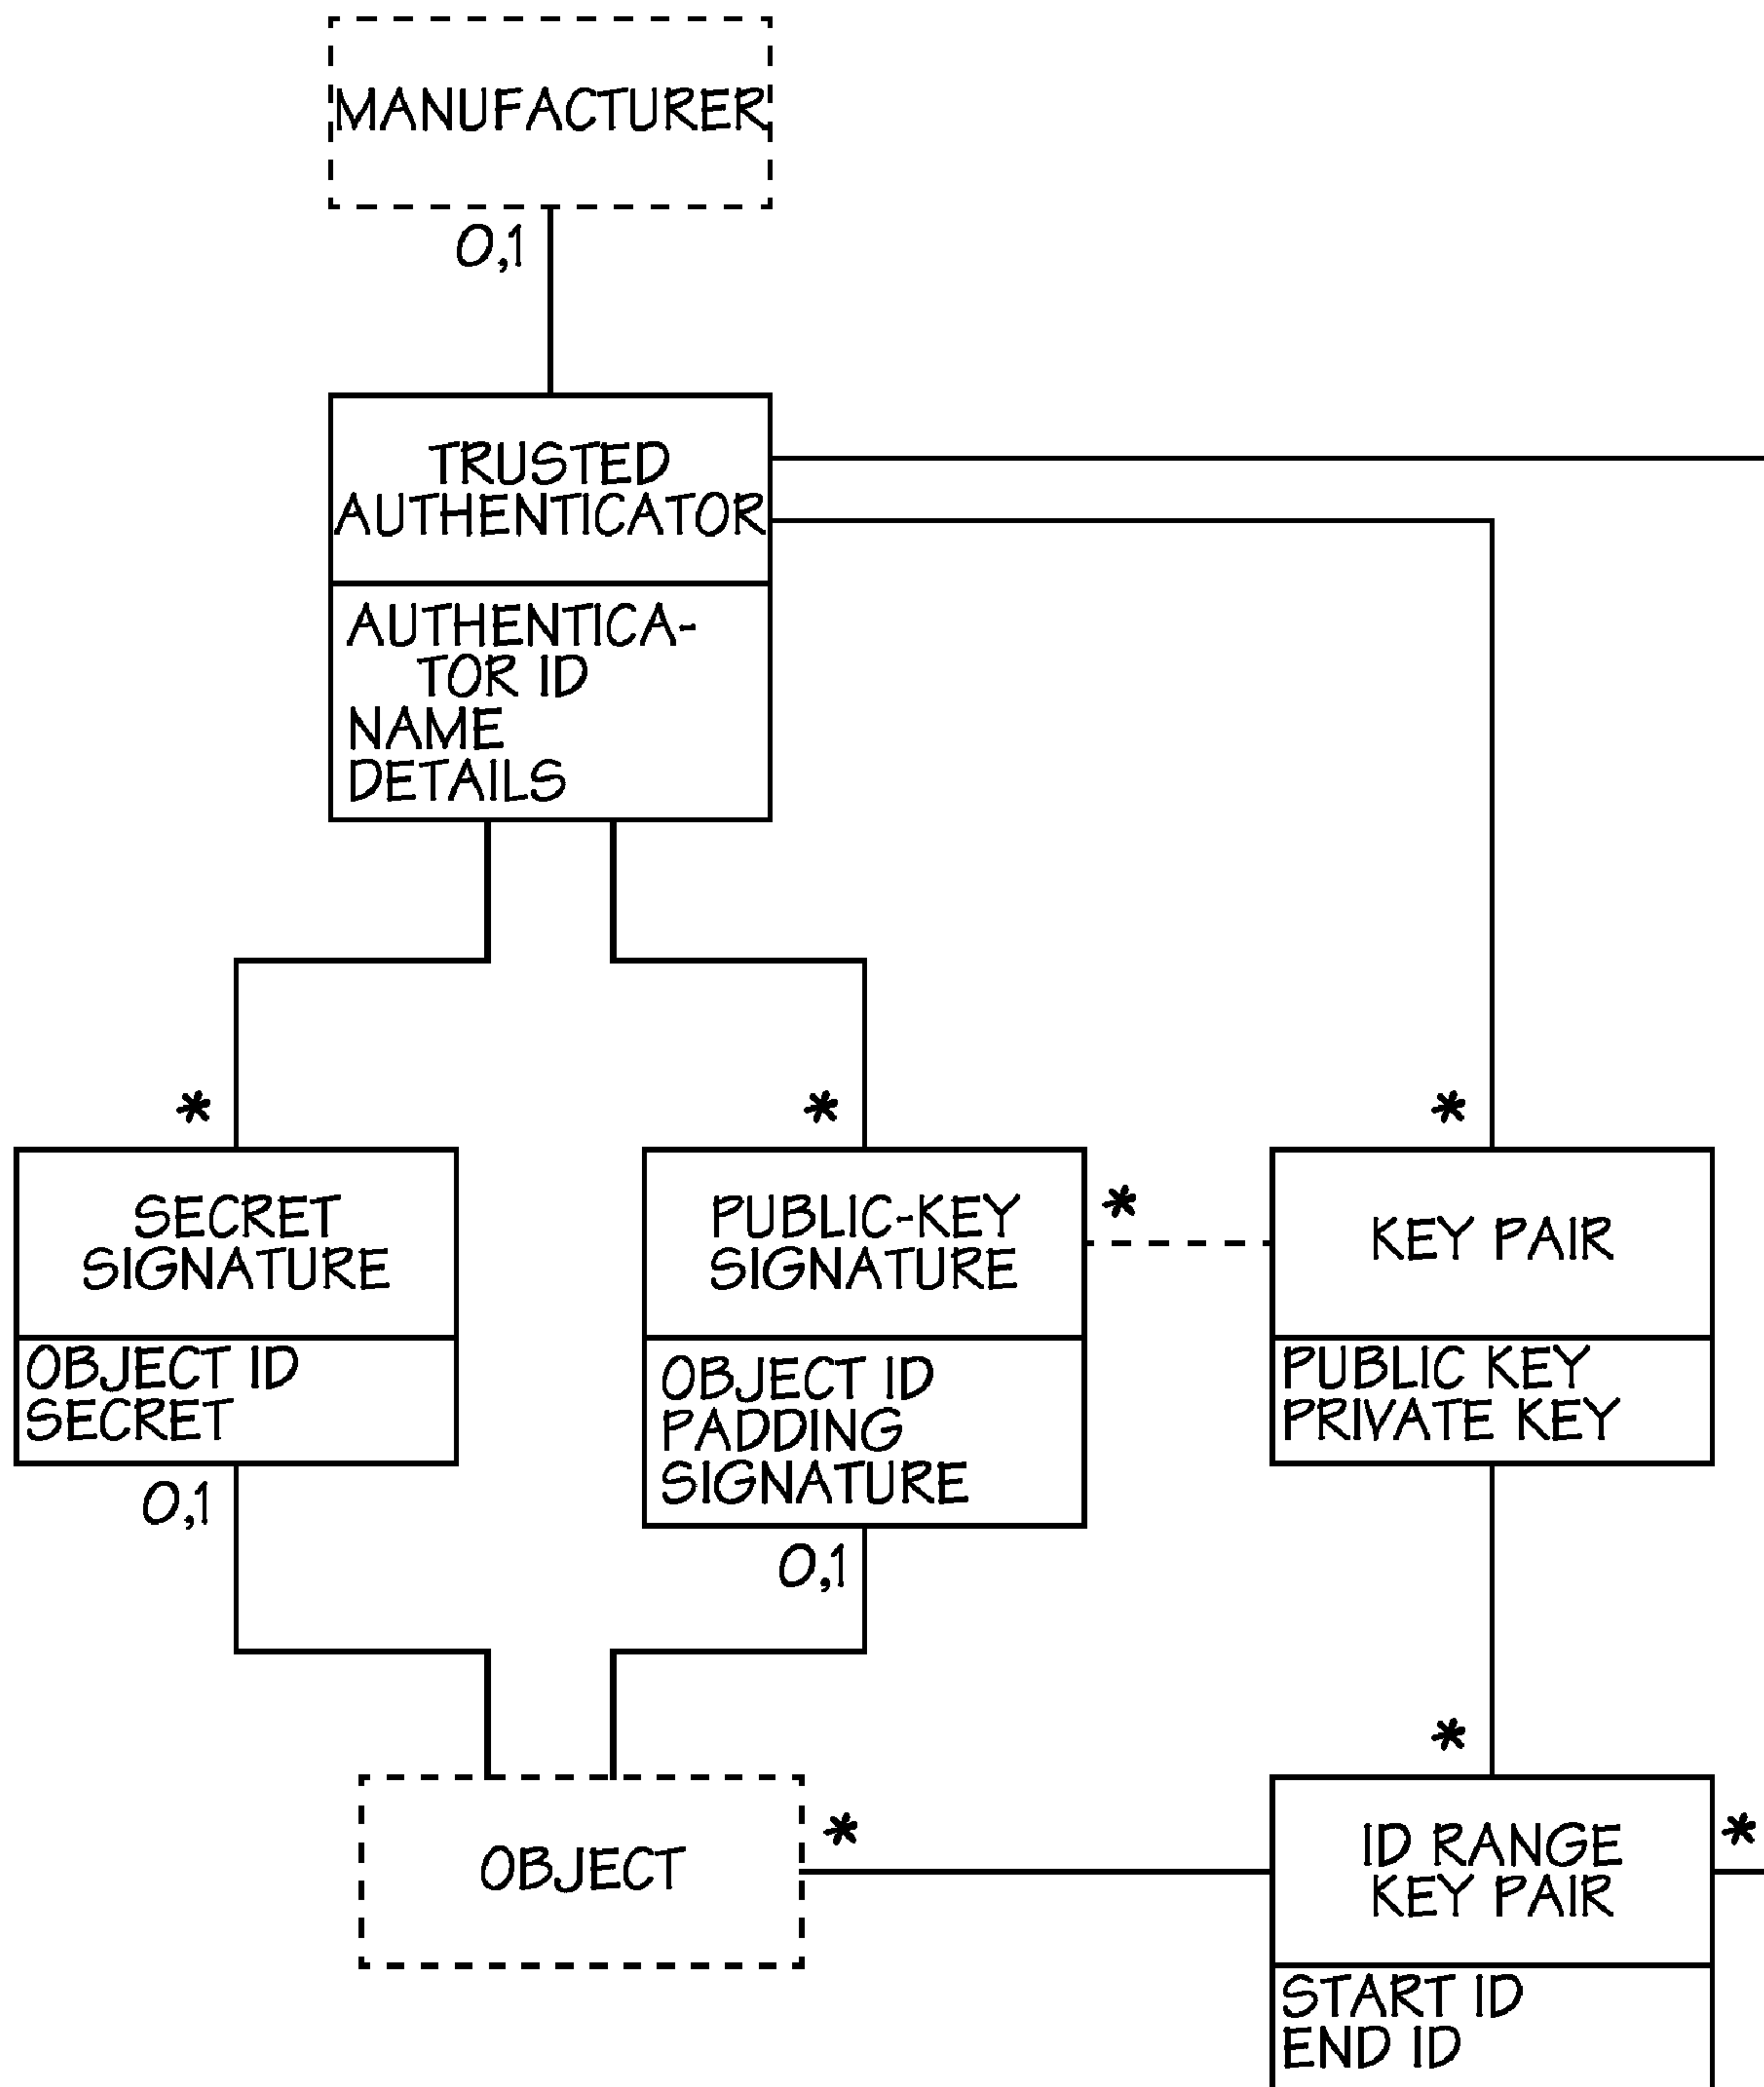 MANUFACTURER
0,1
TRUSTED
AUTHENTICATOR
AUTHENTICA-
TOR ID
NAME
DETAILS
*
*
*
SECRET
SIGNATURE
OBJECT ID
SECRET
0,1
PUBLIC-KEY
SIGNATURE
*
OBJECT ID
PADDING
SIGNATURE
0,1
KEY PAIR
PUBLIC KEY
PRIVATE KEY
*
OBJECT
*
ID RANGE
KEY PAIR
*
START ID
END ID